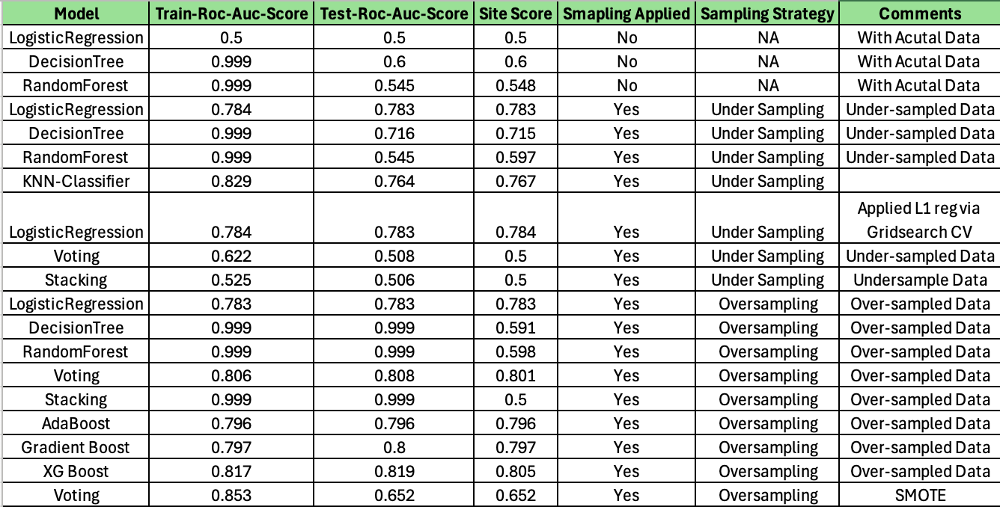 Model Train-Roc-Auc-Score Test-Roc-Auc-Score Site Score Smapling Applied Sampling Strategy Comments
LogisticRegression 0.5 0.5 0.5 No NA With Acutal Data
DecisionTree 0.999 0.6 0.6 No NA With Acutal Data
RandomForest 0.999 0.545 0.548 No NA With Acutal Data
LogisticRegression 0.784 0.783 0.783 Yes Under Sampling Under-sampled Data
DecisionTree 0.999 0.716 0.715 Yes Under Sampling Under-sampled Data
RandomForest 0.999 0.545 0.597 Yes Under Sampling Under-sampled Data
KNN-Classifier 0.829 0.764 0.767 Yes Under Sampling
Applied L1 reg via
LogisticRegression 0.784 0.783 0.784 Yes Under Sampling Gridsearch CV
Voting 0.622 0.508 0.5 Yes Under Sampling Under-sampled Data
Stacking 0.525 0.506 0.5 Yes Under Sampling Undersample Data
LogisticRegression 0.783 0.783 0.783 Yes Oversampling Over-sampled Data
DecisionTree 0.999 0.999 0.591 Yes Oversampling Over-sampled Data
RandomForest 0.999 0.999 0.598 Yes Oversampling Over-sampled Data
Voting 0.806 0.808 0.801 Yes Oversampling Over-sampled Data
Stacking 0.999 0.999 0.5 Yes Oversampling Over-sampled Data
AdaBoost 0.796 0.796 0.796 Yes Oversampling Over-sampled Data
Gradient Boost 0.797 0.8 0.797 Yes Oversampling Over-sampled Data
XG Boost 0.817 0.819 0.805 Yes Oversampling Over-sampled Data
Voting 0.853 0.652 0.652 Yes Oversampling SMOTE